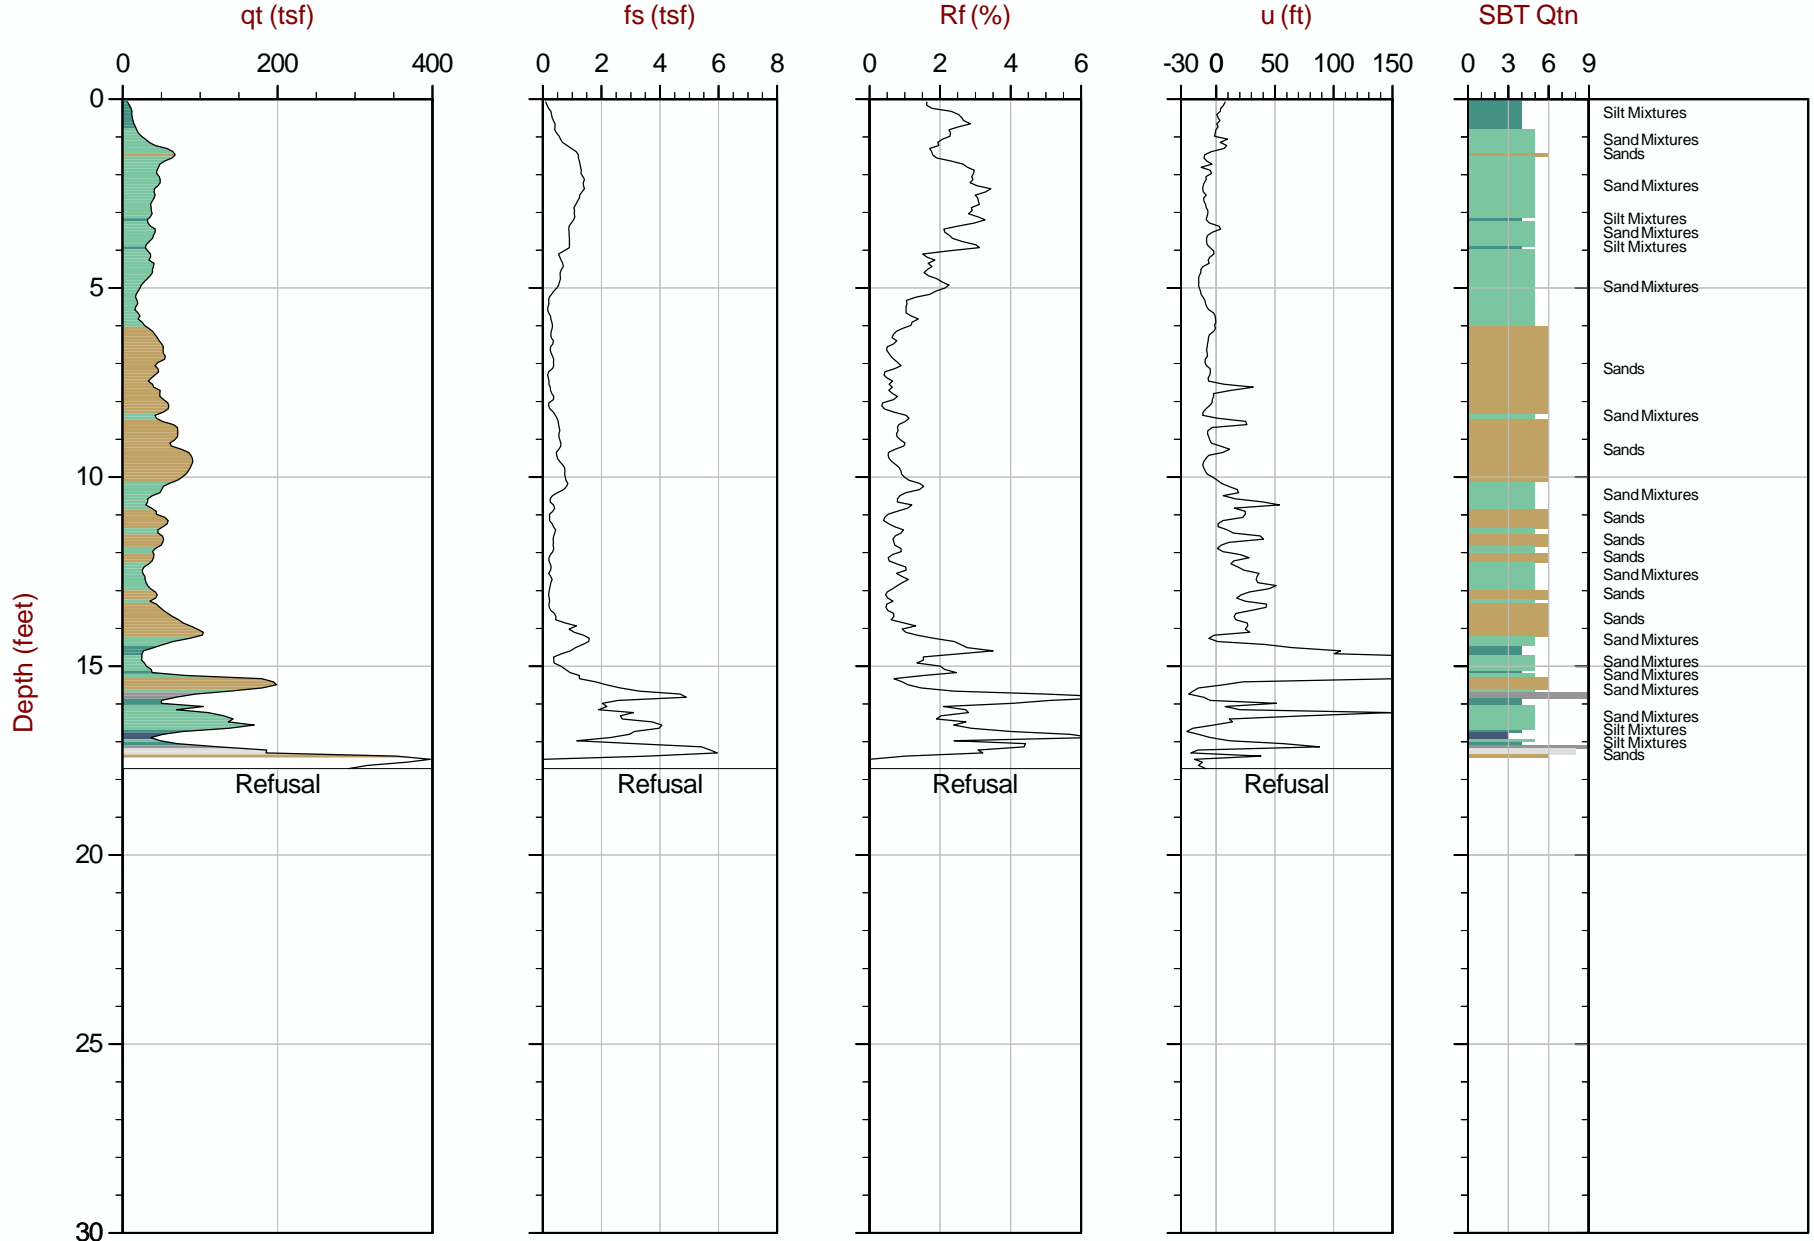 qt (tsf) fs (tsf) Rf (%) u (ft) SBT Qtn
0 200 400 0 2 4 6 8 0 2 4 6 -30 0 50 100 150 0 3 6 9
0
Silt Mixtures
Sand Mixtures
Sands
Sand Mixtures
Silt Mixtures
Sand Mixtures
Silt Mixtures
5 Sand Mixtures
Sands
Sand Mixtures
Sands
10
Sand Mixtures
Sands
Sands
Sands
Sand Mixtures
Sands
Sands
Sand Mixtures
15 Sand Mixtures
Sand Mixtures
Sand Mixtures
Depth (feet)
Sand Mixtures
Silt Mixtures
Silt Mixtures
Sands
Refusal Refusal Refusal Refusal
20
25
30